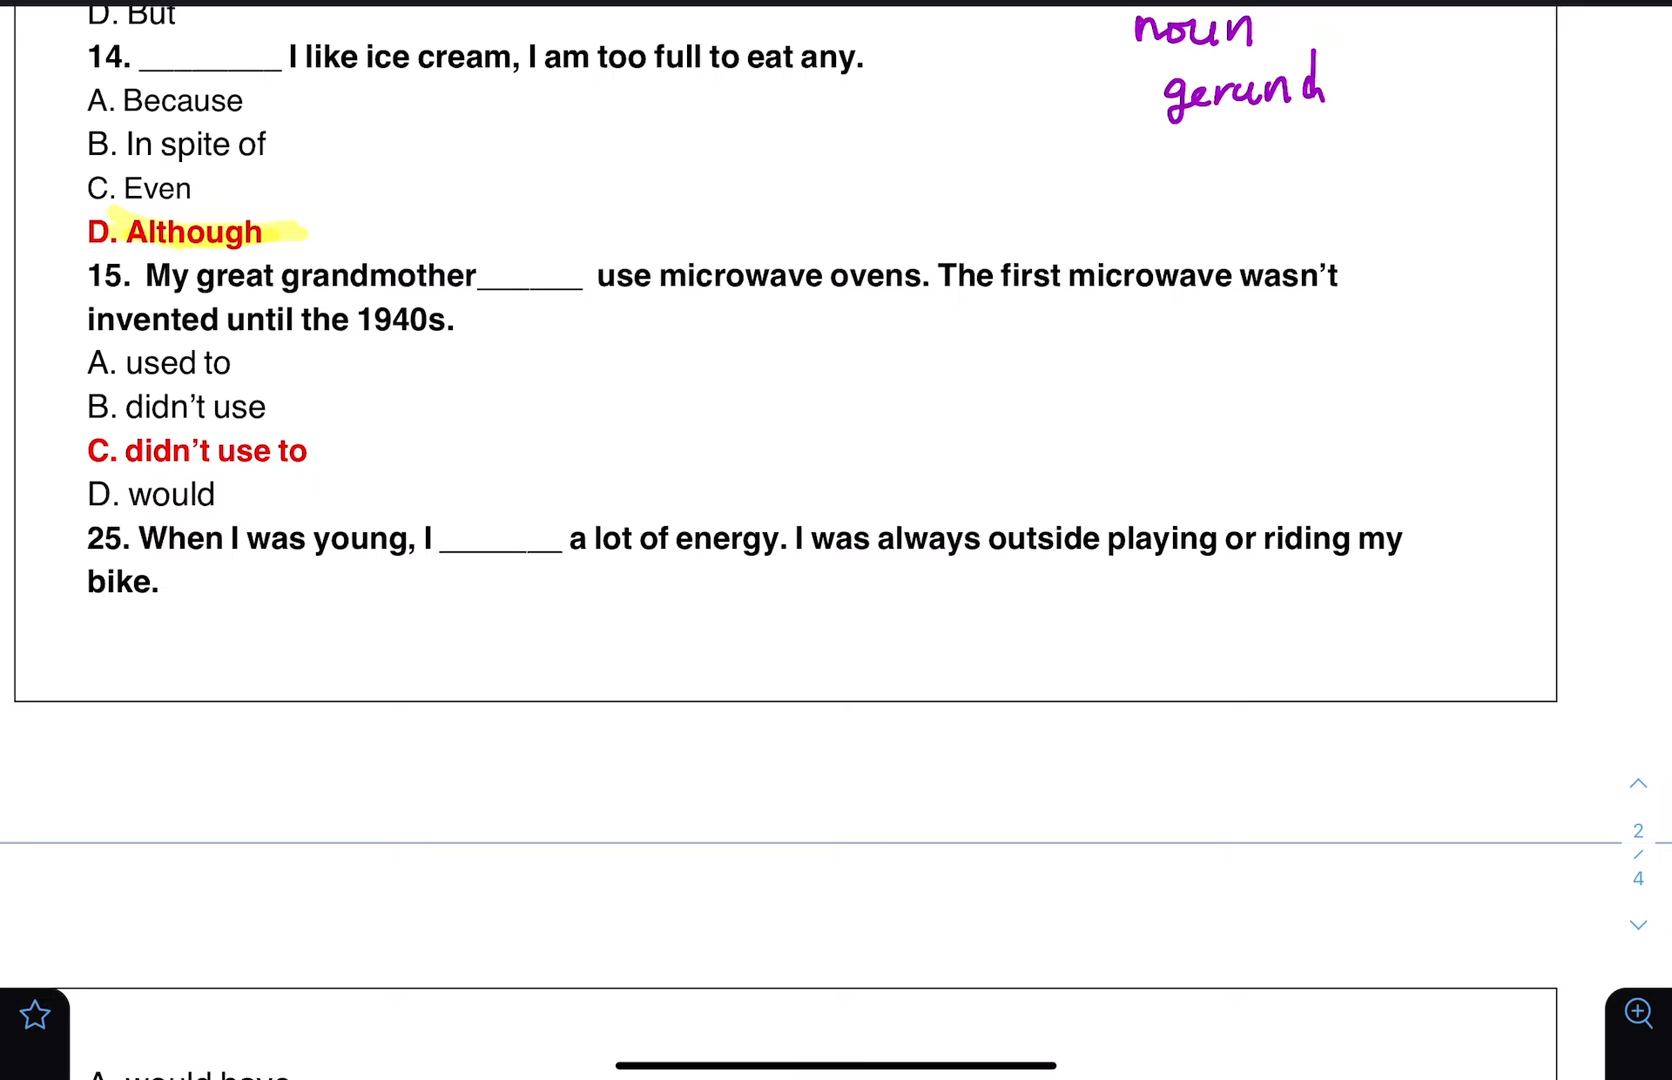 D. But
noun
14. ________ I like ice cream, I am too full to eat any.
gerund
A. Because
B. In spite of
C. Even
D. Although
15. My great grandmother______ use microwave ovens. The first microwave wasn’t
invented until the 1940s.
A. used to
B. didn’t use
C. didn’t use to
D. would
25. When I was young, I _______ a lot of energy. I was always outside playing or riding my
bike.
2
/
4
A. would have